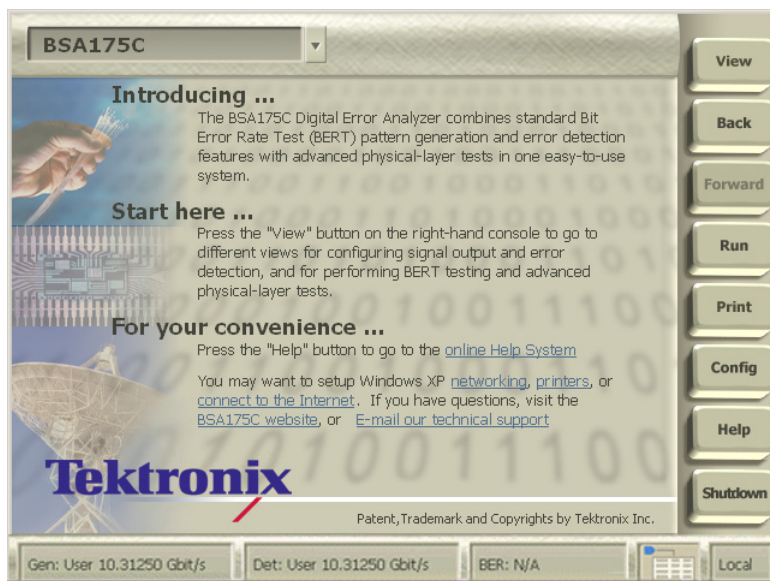 BSA175C
Introducing ...
The BSA175C Digital Error Analyzer combines standard Bit
Error Rate Test (BERT) pattern generation and error detection
features with advanced physical-layer tests in one easy-to-use
system.
Start here ...
Press the "View" button on the right-hand console to go to
different views for configuring signal output and error
detection, and for performing BERT testing and advanced
physical-layer tests.
For your convenience ...
Press the "Help" button to go to the online Help System
You may want to setup Windows XP networking, printers, or
connect to the Internet. If you have questions, visit the
BSA175C website, or E-mail our technical support
Tektronix
Patent,Trademark and Copyrights by Tektronix Inc.
View
Back
Forward
Run
Print
Config
Help
Shutdown
Gen: User 10.31250 Gbit/s
Det: User 10.31250 Gbit/s
BER: N/A
Local